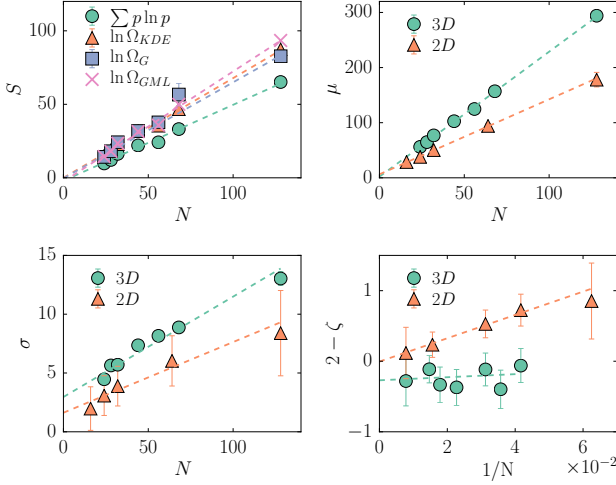 ∑ p ln p
ln Ω_KDE
ln Ω_G
ln Ω_GML
100
50
0
S
0 50 100
N
3D
2D
300
200
100
0
μ
0 50 100
N
3D
2D
15
10
5
0
σ
0 50 100
N
3D
2D
1
0
−1
2 − ζ
0 2 4 6
×10⁻²
1/N